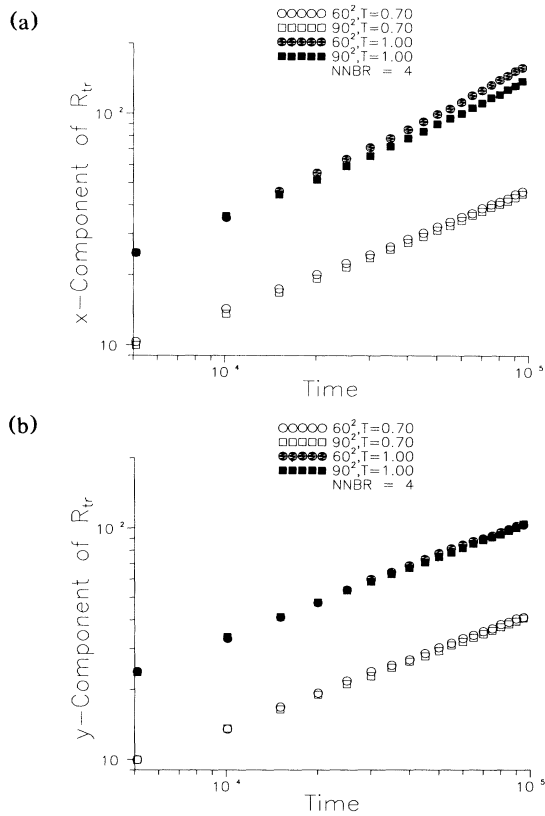 (a)
60²,T=0.70
90²,T=0.70
60²,T=1.00
90²,T=1.00
NNBR = 4
x-Component of R_tr
10²
10
10⁴
10⁵
Time
(b)
60²,T=0.70
90²,T=0.70
60²,T=1.00
90²,T=1.00
NNBR = 4
y-Component of R_tr
10²
10
10⁴
10⁵
Time